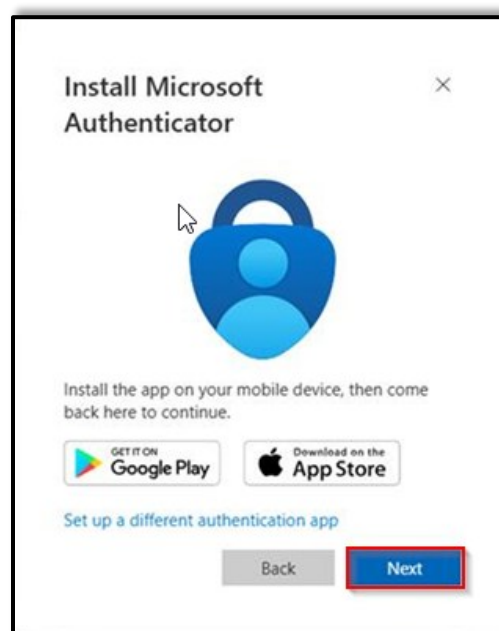 Install Microsoft
Authenticator
Install the app on your mobile device, then come
back here to continue.
GET IT ON
Google Play
Download on the
App Store
Set up a different authentication app
Back
Next